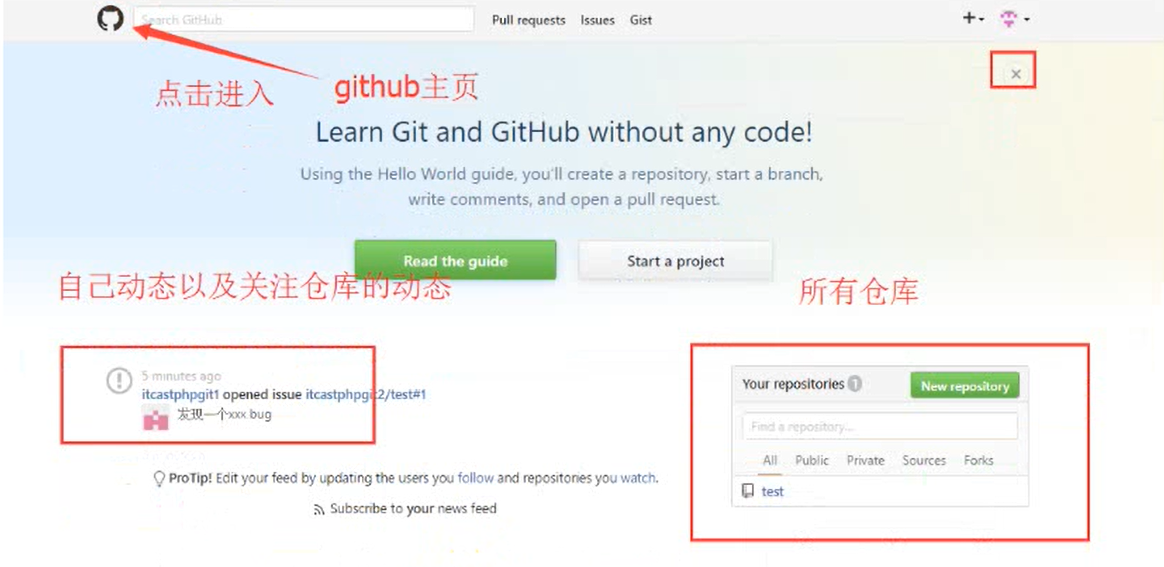 Search GitHub Pull requests Issues Gist
点击进入 github主页
Learn Git and GitHub without any code!
Using the Hello World guide, you'll create a repository, start a branch,
write comments, and open a pull request.
Read the guide Start a project
自己动态以及关注仓库的动态
所有仓库
5 minutes ago
itcastphpgit1 opened issue itcastphpgit2/test#1
发现一个xxx bug
ProTip! Edit your feed by updating the users you follow and repositories you watch.
Subscribe to your news feed
Your repositories 1 New repository
Find a repository...
All Public Private Sources Forks
test